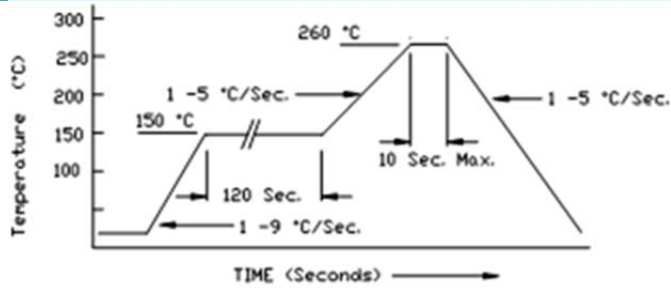 300
260 °C
250
Temperature (°C)
200
1 -5 °C/Sec.
1 -5 °C/Sec.
150 °C
150
10 Sec. Max.
100
120 Sec.
1 -9 °C/Sec.
TIME (Seconds)